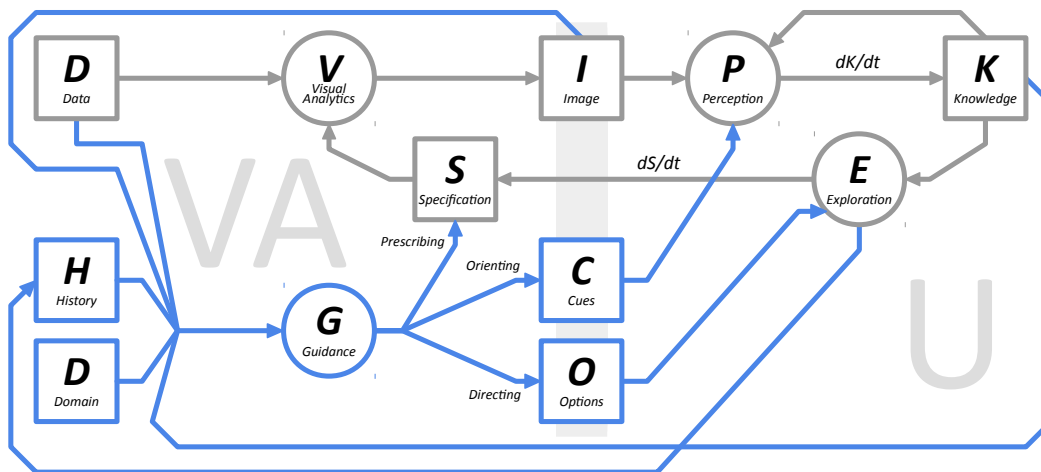 D
Data
V
Visual
Analytics
I
Image
P
Perception
dK/dt
K
Knowledge
VA
S
Specification
dS/dt
E
Exploration
Prescribing
H
History
Orienting
C
Cues
U
G
Guidance
D
Domain
Directing
O
Options